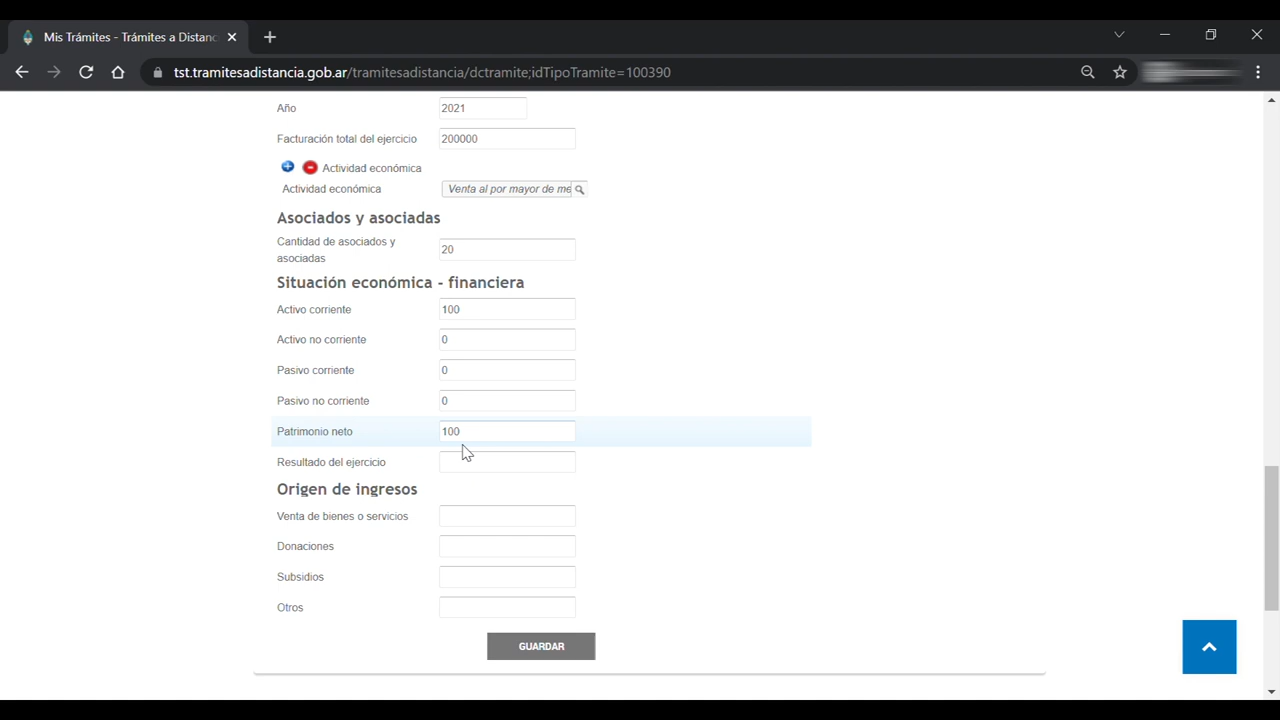 Mis Trámites - Trámites a Distanc
tst.tramitesadistancia.gob.ar/tramitesadistancia/dctramite;idTipoTramite=100390
Año 2021
Facturación total del ejercicio 200000
Actividad económica
Actividad económica Venta al por mayor de me
Asociados y asociadas
Cantidad de asociados y
asociadas 20
Situación económica - financiera
Activo corriente 100
Activo no corriente 0
Pasivo corriente 0
Pasivo no corriente 0
Patrimonio neto 100
Resultado del ejercicio
Origen de ingresos
Venta de bienes o servicios
Donaciones
Subsidios
Otros
GUARDAR